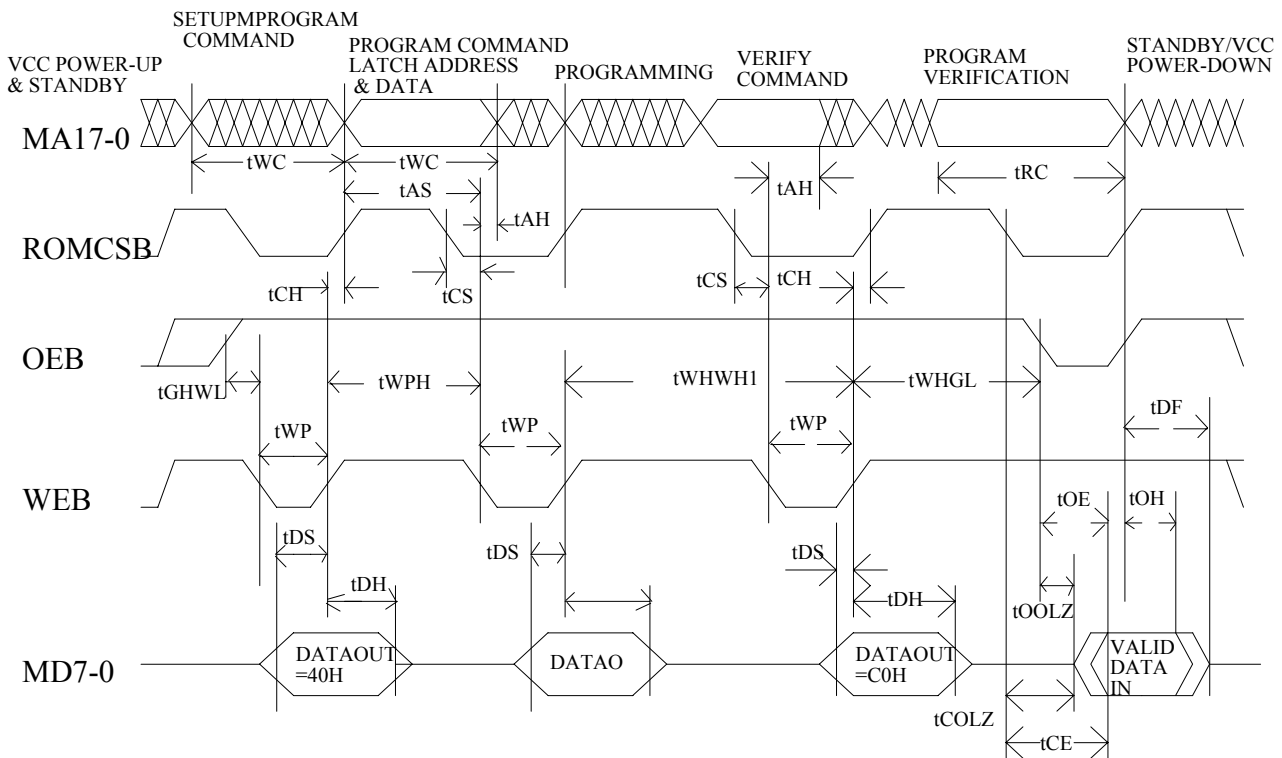 SETUPMPROGRAM
COMMAND
VCC POWER-UP
& STANDBY
PROGRAM COMMAND
LATCH ADDRESS
& DATA
PROGRAMMING
VERIFY
COMMAND
PROGRAM
VERIFICATION
STANDBY/VCC
POWER-DOWN
MA17-0
tWC
tWC
tAS
tAH
tAH
tRC
ROMCSB
tCH
tCS
tCS
tCH
OEB
tGHWL
tWPH
tWHWH1
tWHGL
tDF
tWP
tWP
tWP
WEB
tOE
tOH
tDS
tDS
tDS
tDH
tDH
tOOLZ
MD7-0
DATAOUT
=40H
DATAO
DATAOUT
=C0H
VALID
DATA
IN
tCOLZ
tCE